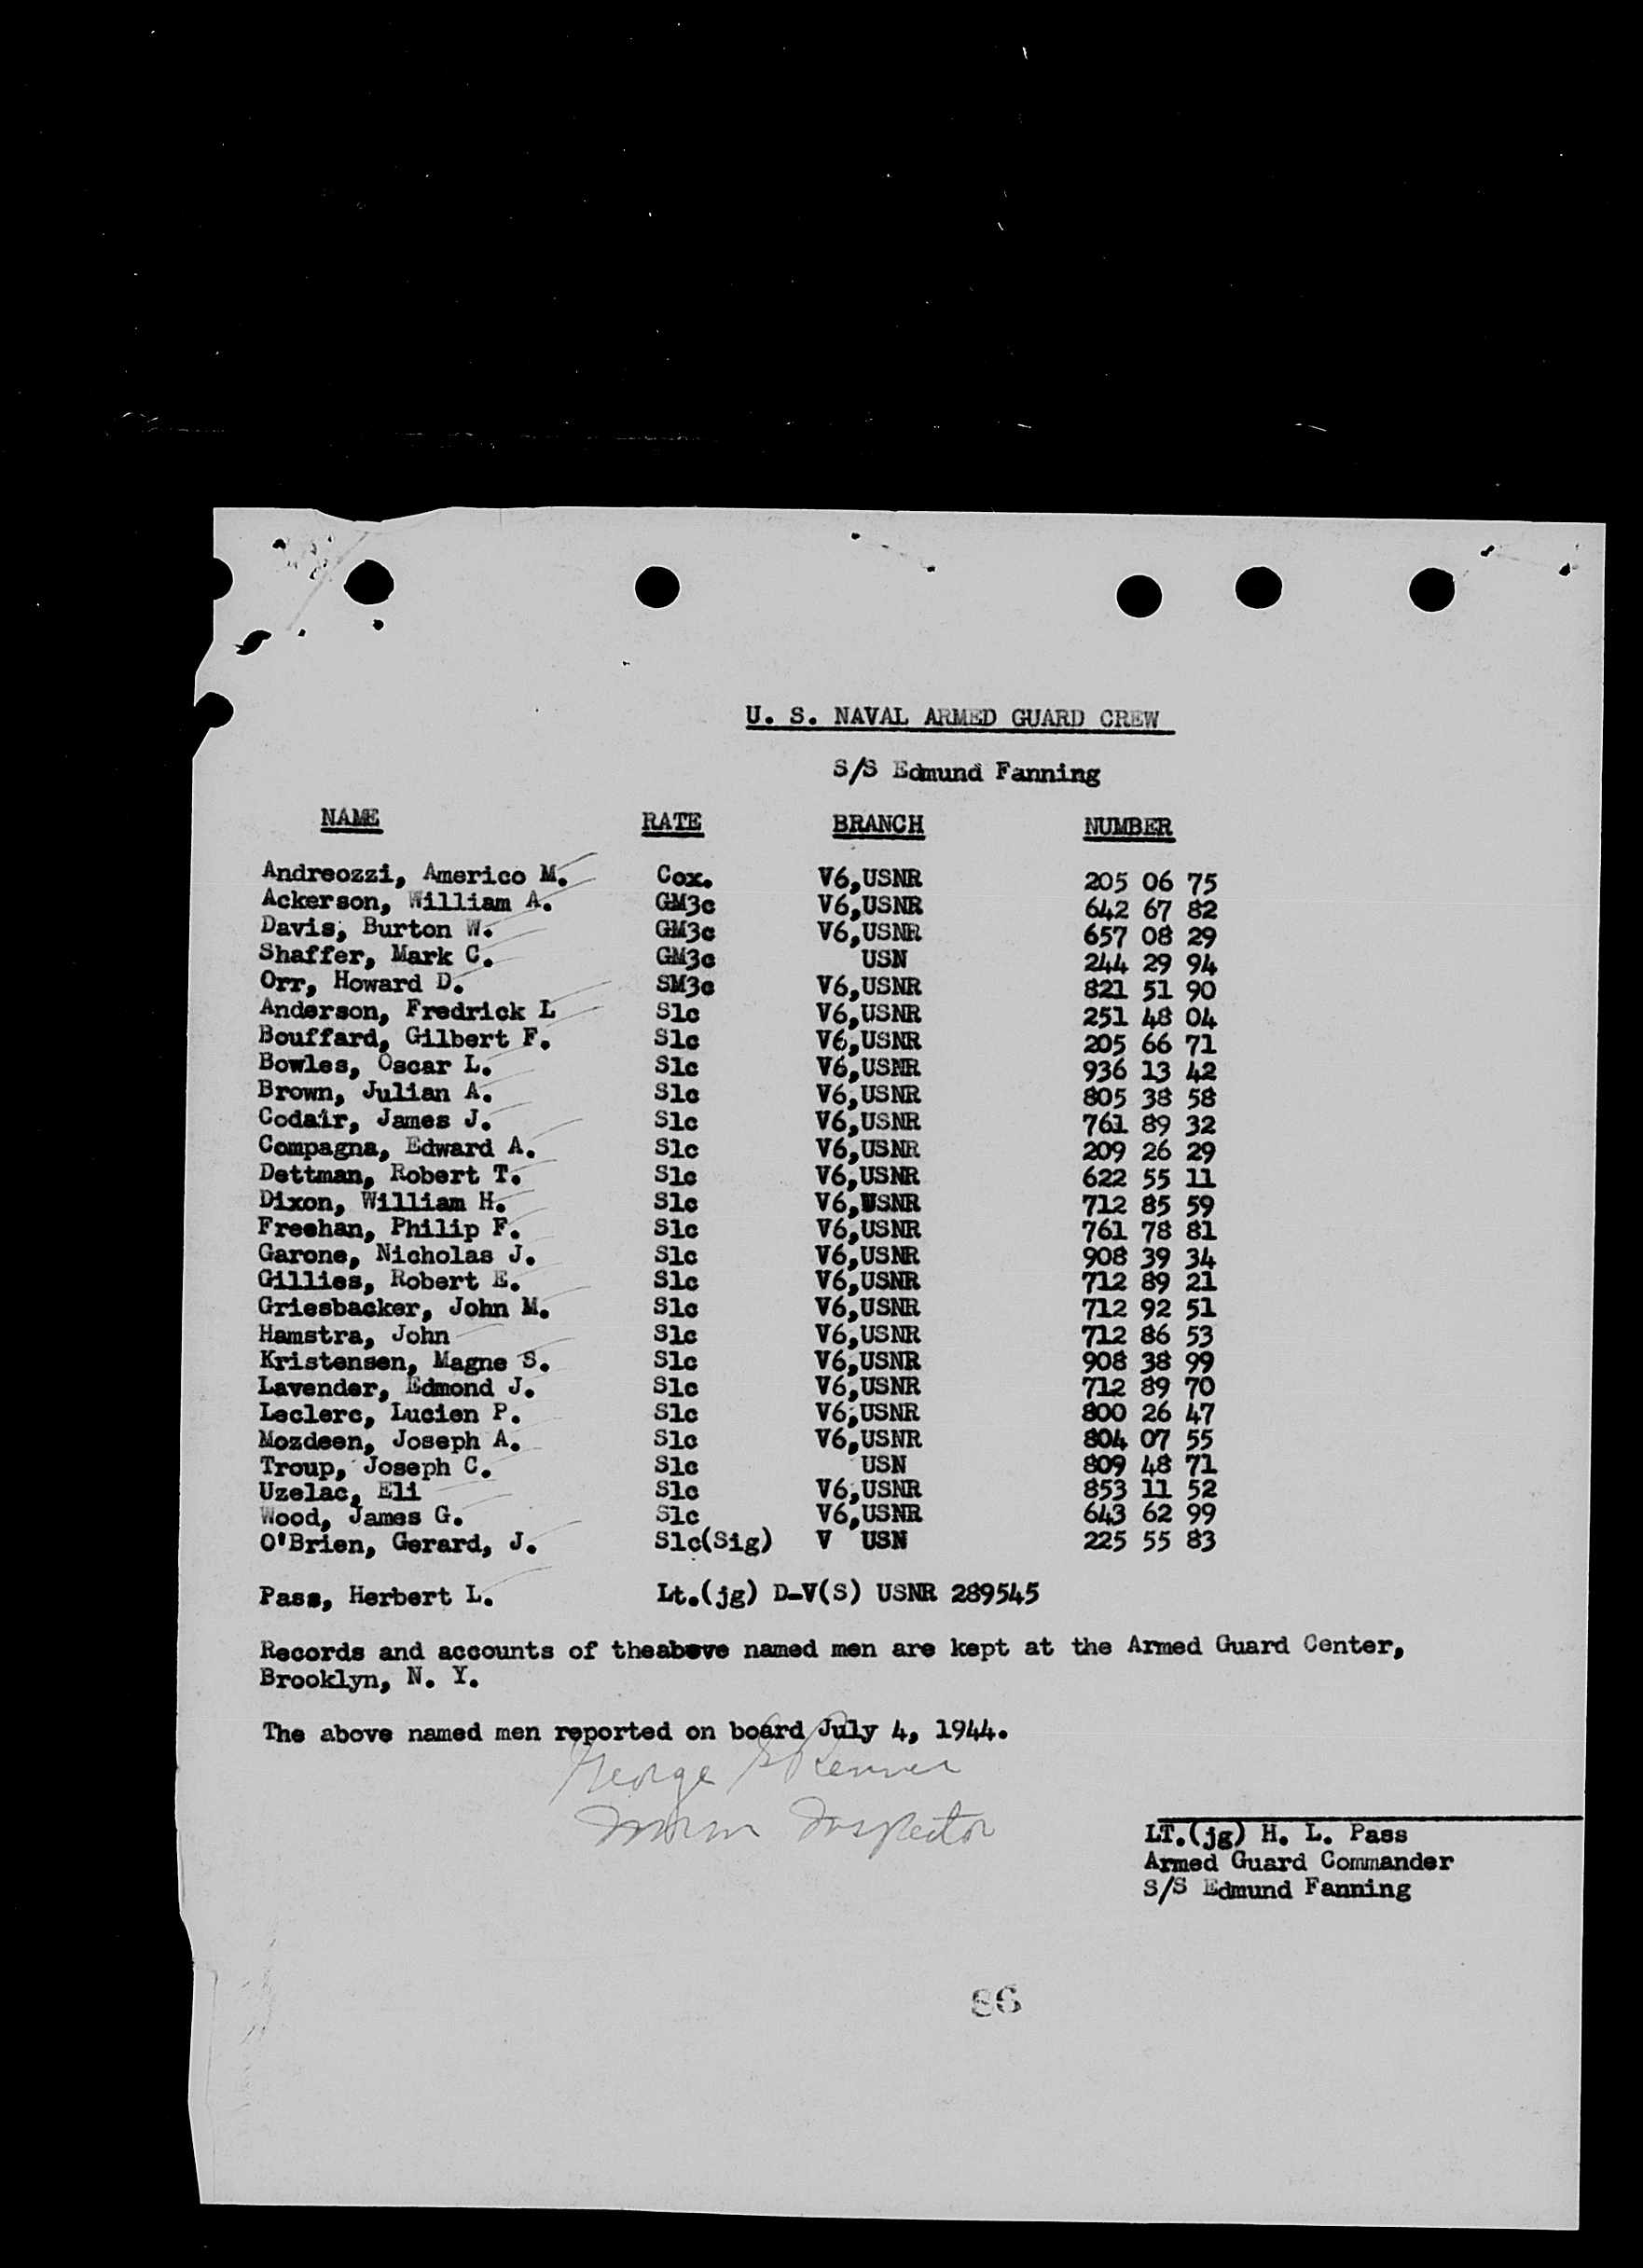 U. S. NAVAL ARMED GUARD CREW
S/S Edmund Fanning
NAME RATE BRANCH NUMBER
Andreozzi, Americo M. Cox. V6,USNR 205 06 75
Ackerson, William A. GM3c V6,USNR 642 67 82
Davis, Burton W. GM3c V6,USNR 657 08 29
Shaffer, Mark C. GM3c USN 244 29 94
Orr, Howard D. SM3c V6,USNR 821 51 90
Anderson, Fredrick L S1c V6,USNR 251 48 04
Bouffard, Gilbert F. S1c V6,USNR 205 66 71
Bowles, Oscar L. S1c V6,USNR 936 13 42
Brown, Julian A. S1c V6,USNR 805 38 58
Codair, James J. S1c V6,USNR 761 89 32
Compagna, Edward A. S1c V6,USNR 209 26 29
Dettman, Robert T. S1c V6,USNR 622 55 11
Dixon, William H. S1c V6,USNR 712 85 59
Freehan, Philip F. S1c V6,USNR 761 78 81
Garone, Nicholas J. S1c V6,USNR 908 39 34
Gillies, Robert E. S1c V6,USNR 712 89 21
Griesbacker, John M. S1c V6,USNR 712 92 51
Hamstra, John S1c V6,USNR 712 86 53
Kristensen, Magne S. S1c V6,USNR 908 38 99
Lavender, Edmond J. S1c V6,USNR 712 89 70
Leclerc, Lucien P. S1c V6,USNR 800 26 47
Mozdeen, Joseph A. S1c V6,USNR 804 07 55
Troup, Joseph C. S1c USN 809 48 71
Uzelac, Eli S1c V6,USNR 853 11 52
Wood, James G. S1c V6,USNR 643 62 99
O'Brien, Gerard, J. S1c(Sig) V USN 225 55 83
Pass, Herbert L. Lt.(jg) D-V(S) USNR 289545
Records and accounts of theabove named men are kept at the Armed Guard Center,
Brooklyn, N. Y.
The above named men reported on board July 4, 1944.
George
Inspector
LT.(jg) H. L. Pass
Armed Guard Commander
S/S Edmund Fanning
86